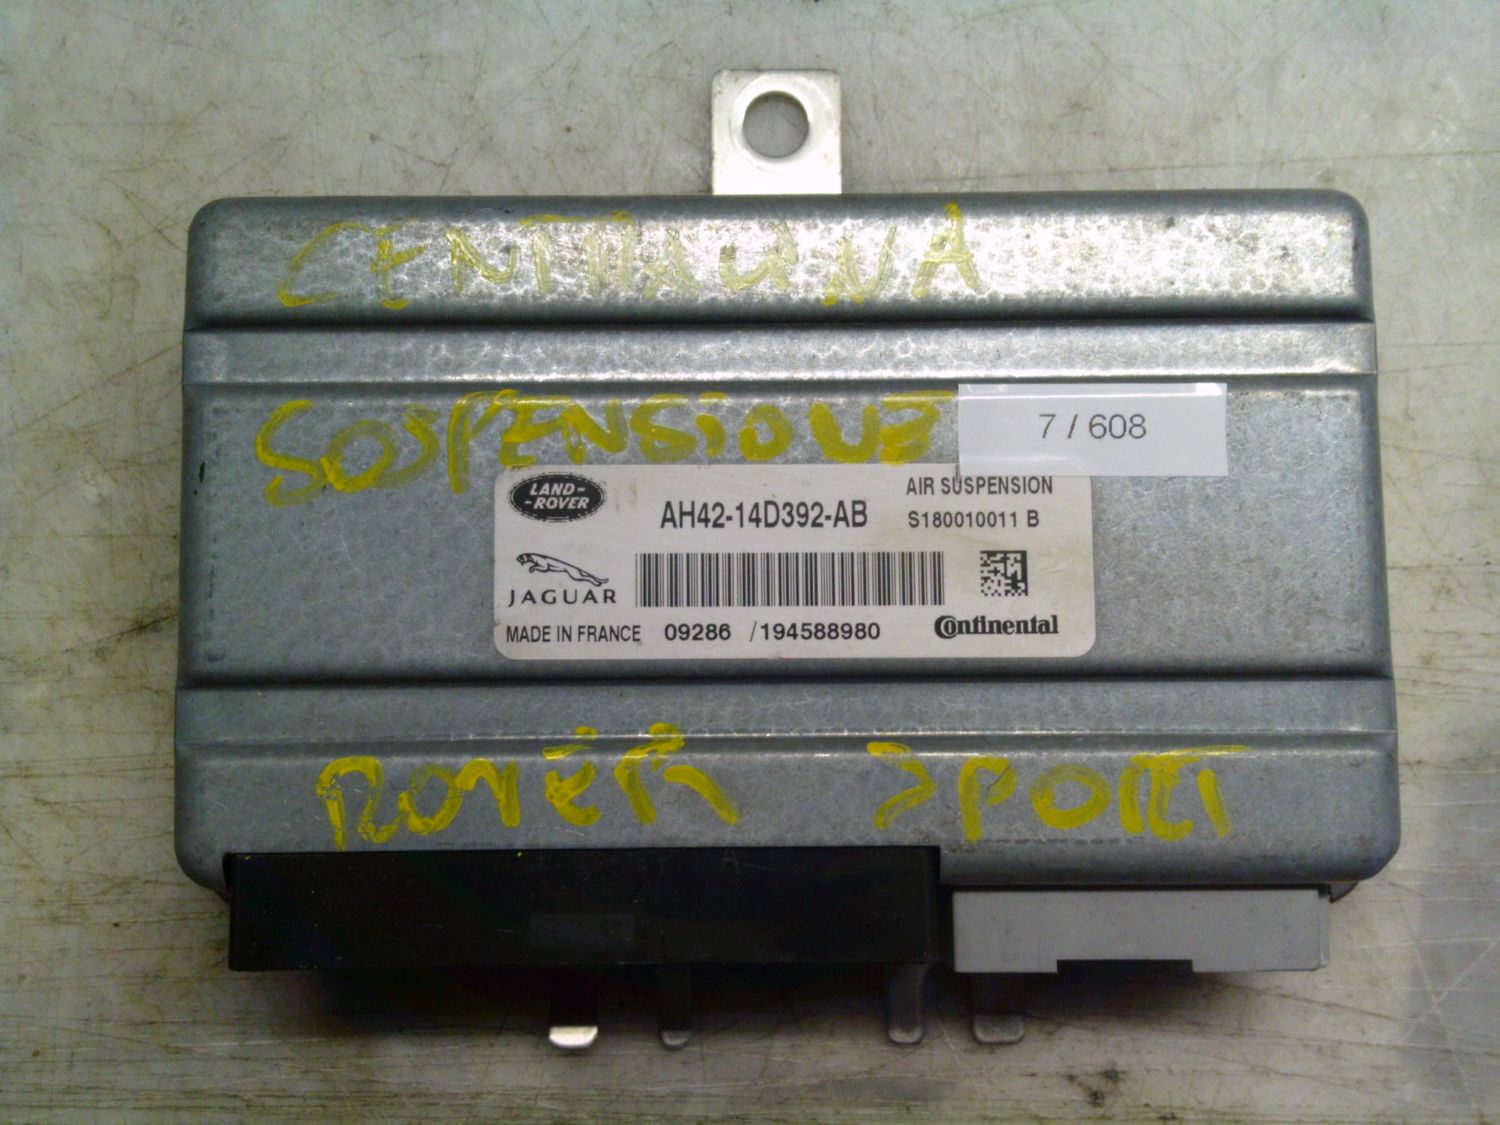 CENTRALINA
SOSPENSIONE
7 / 608
LAND-
-ROVER
AH42-14D392-AB
AIR SUSPENSION
S180010011 B
JAGUAR
MADE IN FRANCE 09286 /194588980
Continental
ROVER SPORT